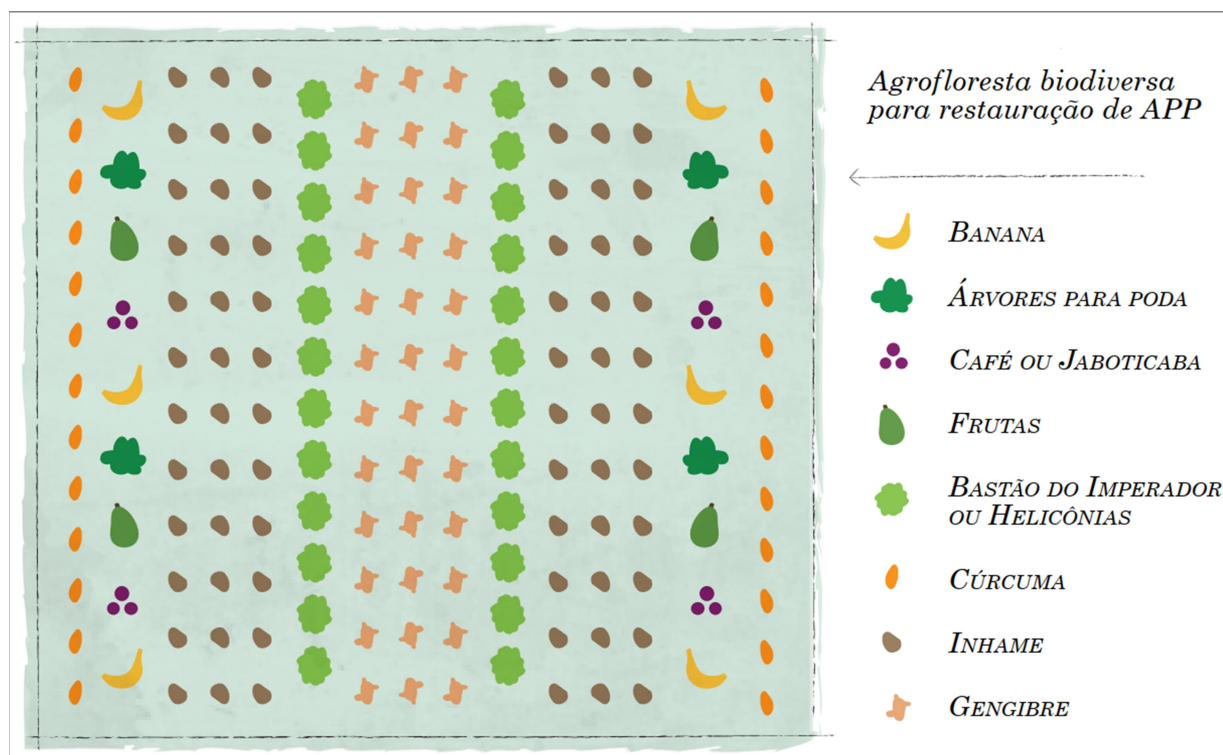 Agrofloresta biodiversa
para restauração de APP
Banana
Árvores para poda
Café ou Jaboticaba
Frutas
Bastão do Imperador
ou Helicônias
Cúrcuma
Inhame
Gengibre